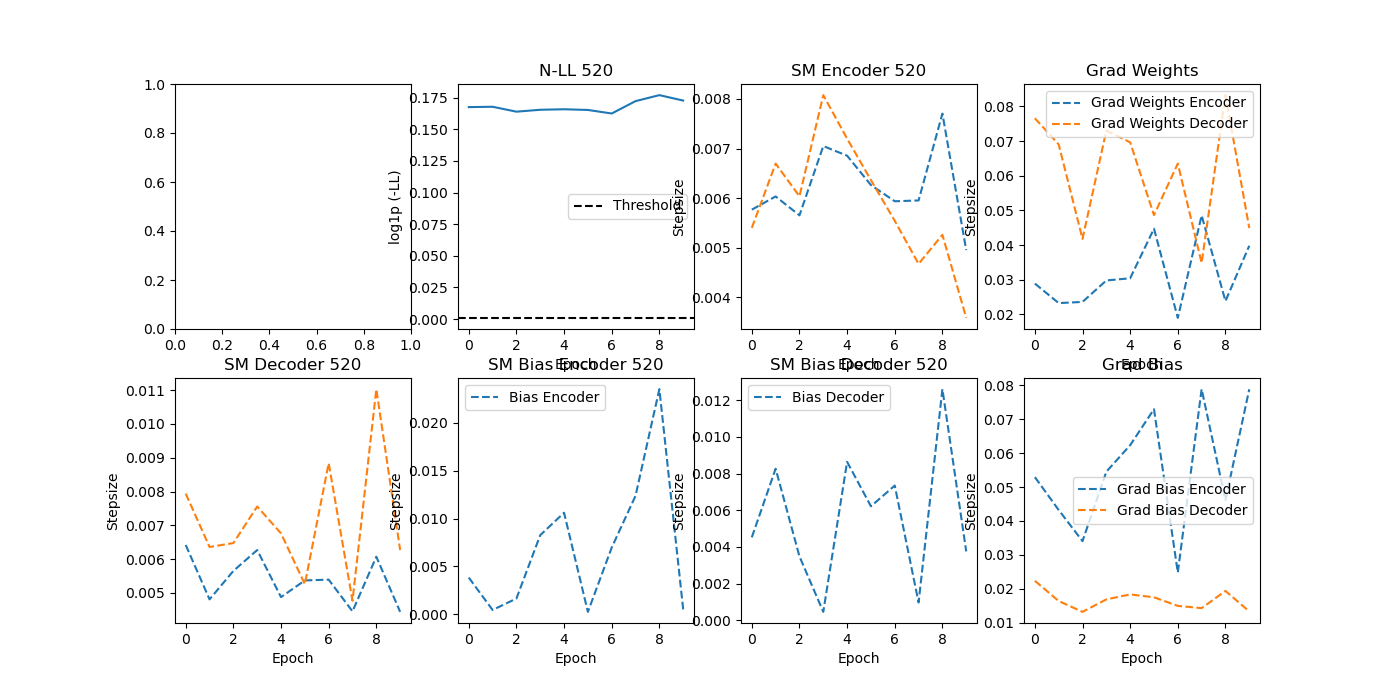 N-LL 520
SM Encoder 520
Grad Weights
1.0
0.8
0.6
0.4
0.2
0.0
0.0 0.2 0.4 0.6 0.8 1.0
log1p (-LL)
0.175
0.150
0.125
0.100
0.075
0.050
0.025
0.000
Threshold
0 2 4 6 8
Epoch
Stepsize
0.008
0.007
0.006
0.005
0.004
0 2 4 6 8
Epoch
Stepsize
0.08
0.07
0.06
0.05
0.04
0.03
0.02
Grad Weights Encoder
Grad Weights Decoder
0 2 4 6 8
Epoch
SM Decoder 520
SM Bias Encoder 520
SM Bias Decoder 520
Grad Bias
Stepsize
0.011
0.010
0.009
0.008
0.007
0.006
0.005
0 2 4 6 8
Epoch
Stepsize
0.020
0.015
0.010
0.005
0.000
Bias Encoder
0 2 4 6 8
Epoch
Stepsize
0.012
0.010
0.008
0.006
0.004
0.002
0.000
Bias Decoder
0 2 4 6 8
Epoch
Stepsize
0.08
0.07
0.06
0.05
0.04
0.03
0.02
0.01
Grad Bias Encoder
Grad Bias Decoder
0 2 4 6 8
Epoch